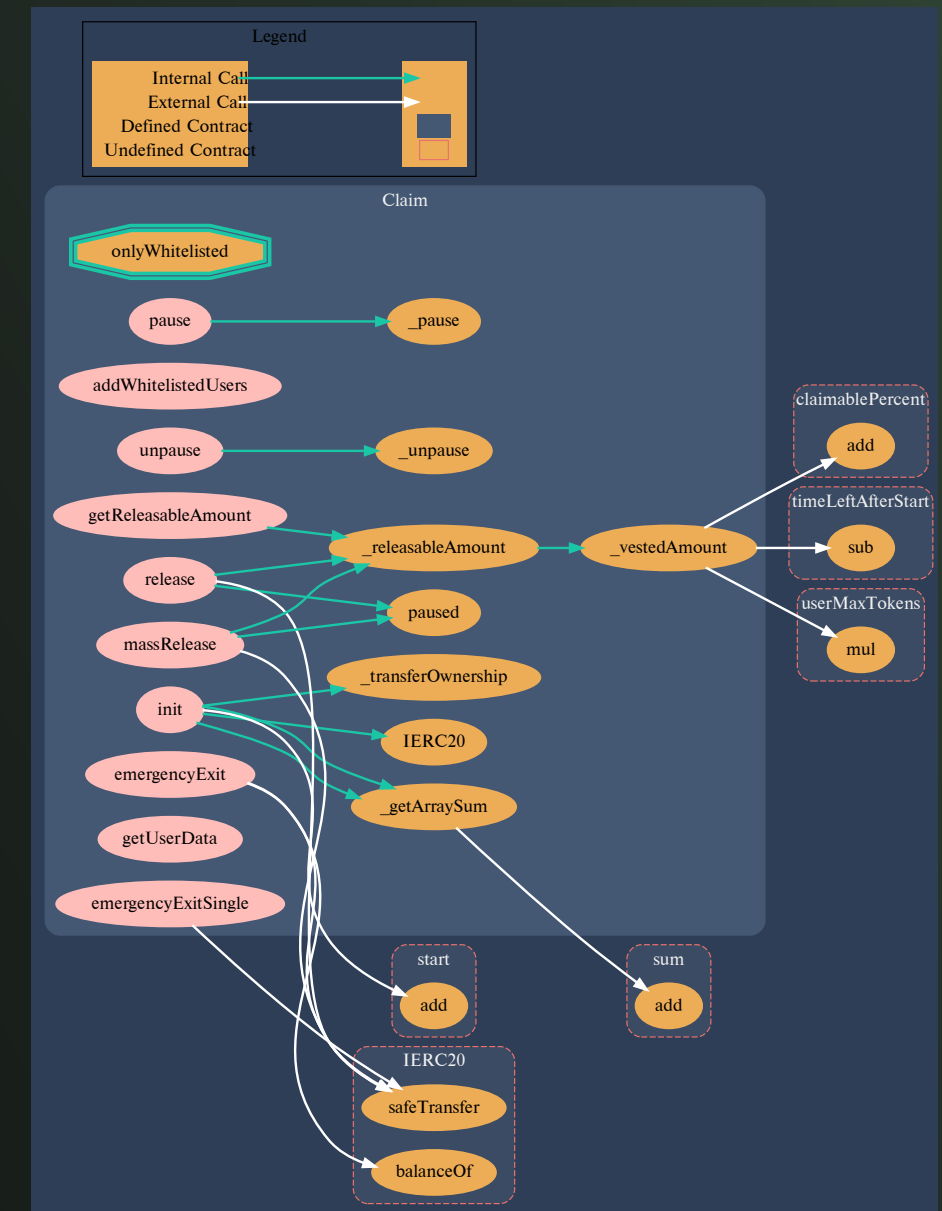 Legend
Internal Call
External Call
Defined Contract
Undefined Contract
Claim
onlyWhitelisted
pause
_pause
addWhitelistedUsers
claimablePercent
add
unpause
_unpause
getReleasableAmount
timeLeftAfterStart
_releasableAmount
_vestedAmount
sub
release
userMaxTokens
paused
massRelease
mul
_transferOwnership
init
IERC20
emergencyExit
_getArraySum
getUserData
emergencyExitSingle
start
sum
add
add
IERC20
safeTransfer
balanceOf